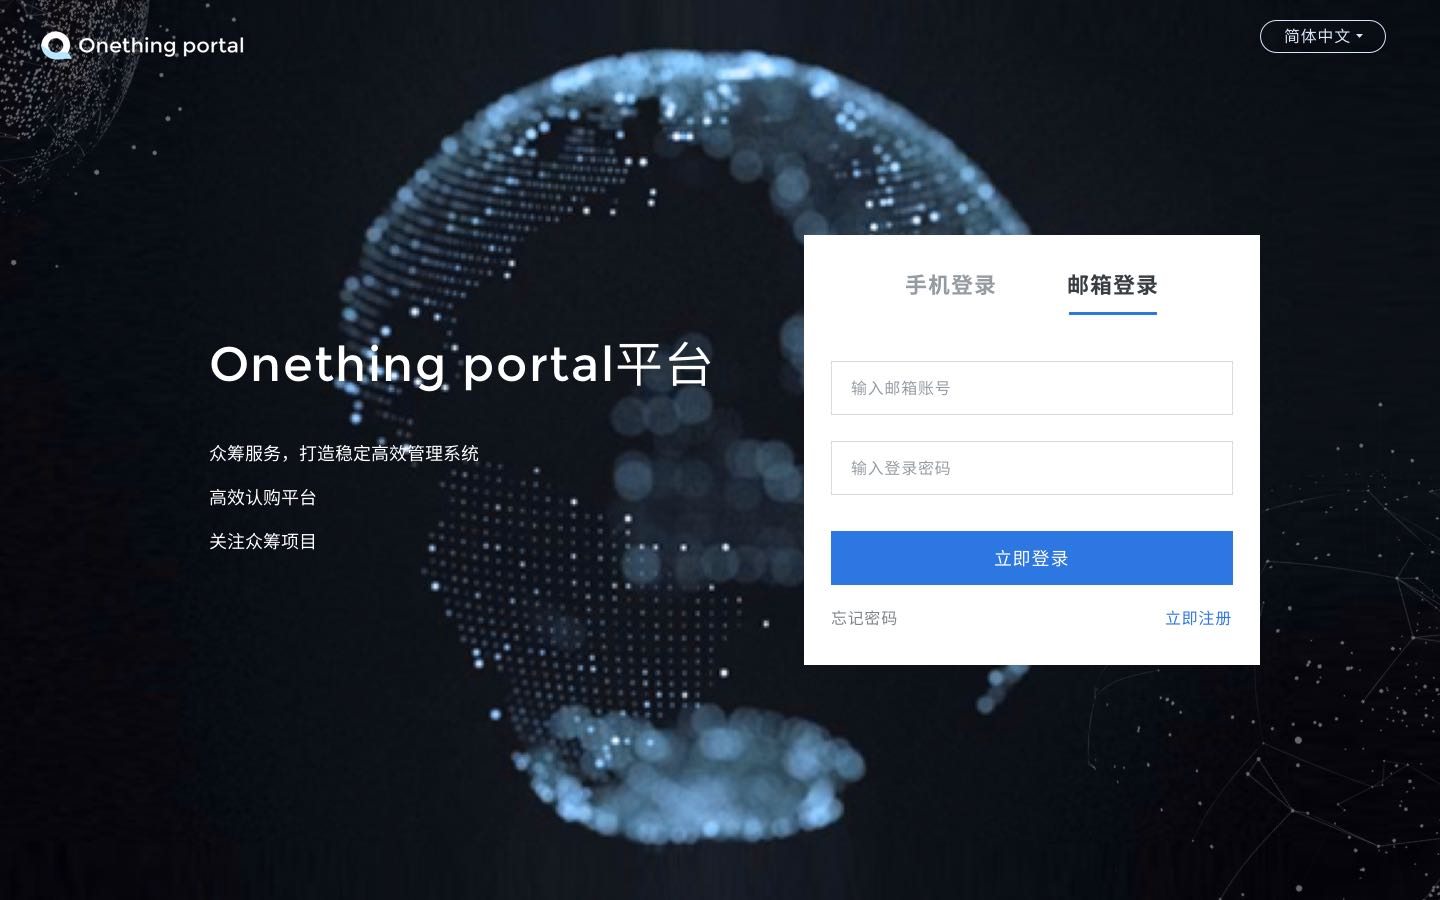 Onething portal
简体中文
Onething portal平台
众筹服务，打造稳定高效管理系统
高效认购平台
关注众筹项目
手机登录 邮箱登录
输入邮箱账号
输入登录密码
立即登录
忘记密码 立即注册